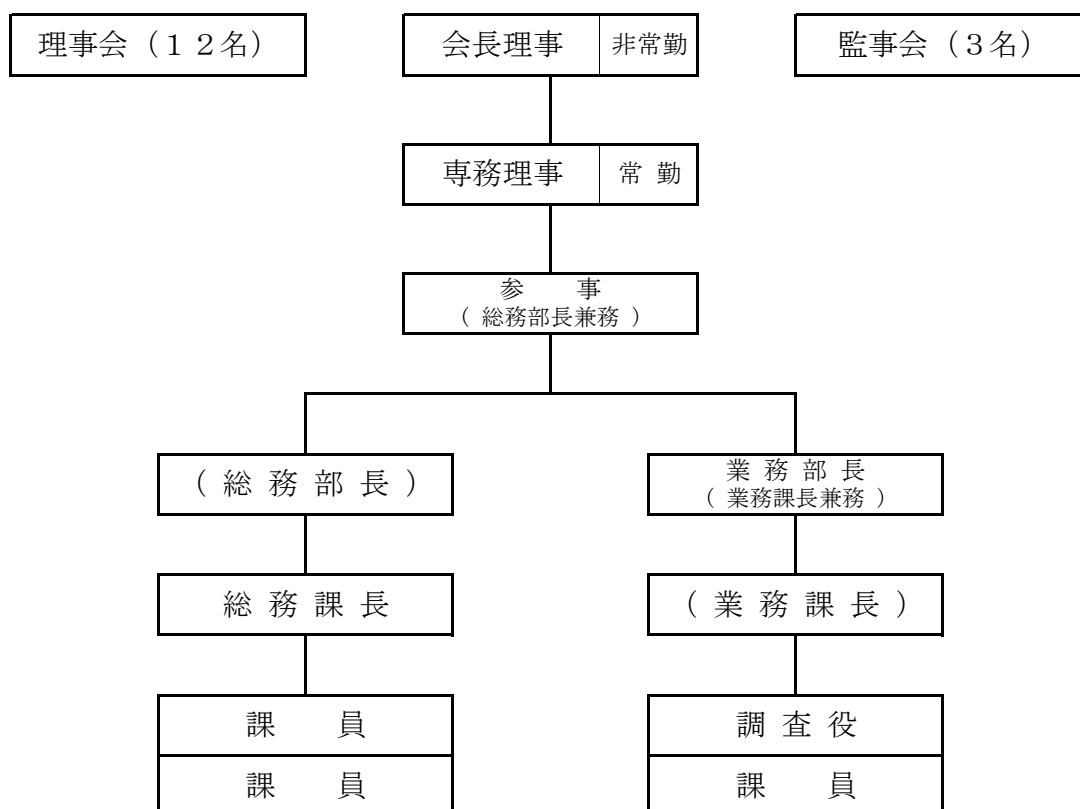 理事会（１２名）
会長理事 非常勤
監事会（３名）
専務理事 常 勤
参　　事
（ 総務部長兼務 ）
（ 総 務 部 長 ）
業 務 部 長
（ 業務課長兼務 ）
総 務 課 長
（ 業 務 課 長 ）
課　　員
調 査 役
課　　員
課　　員